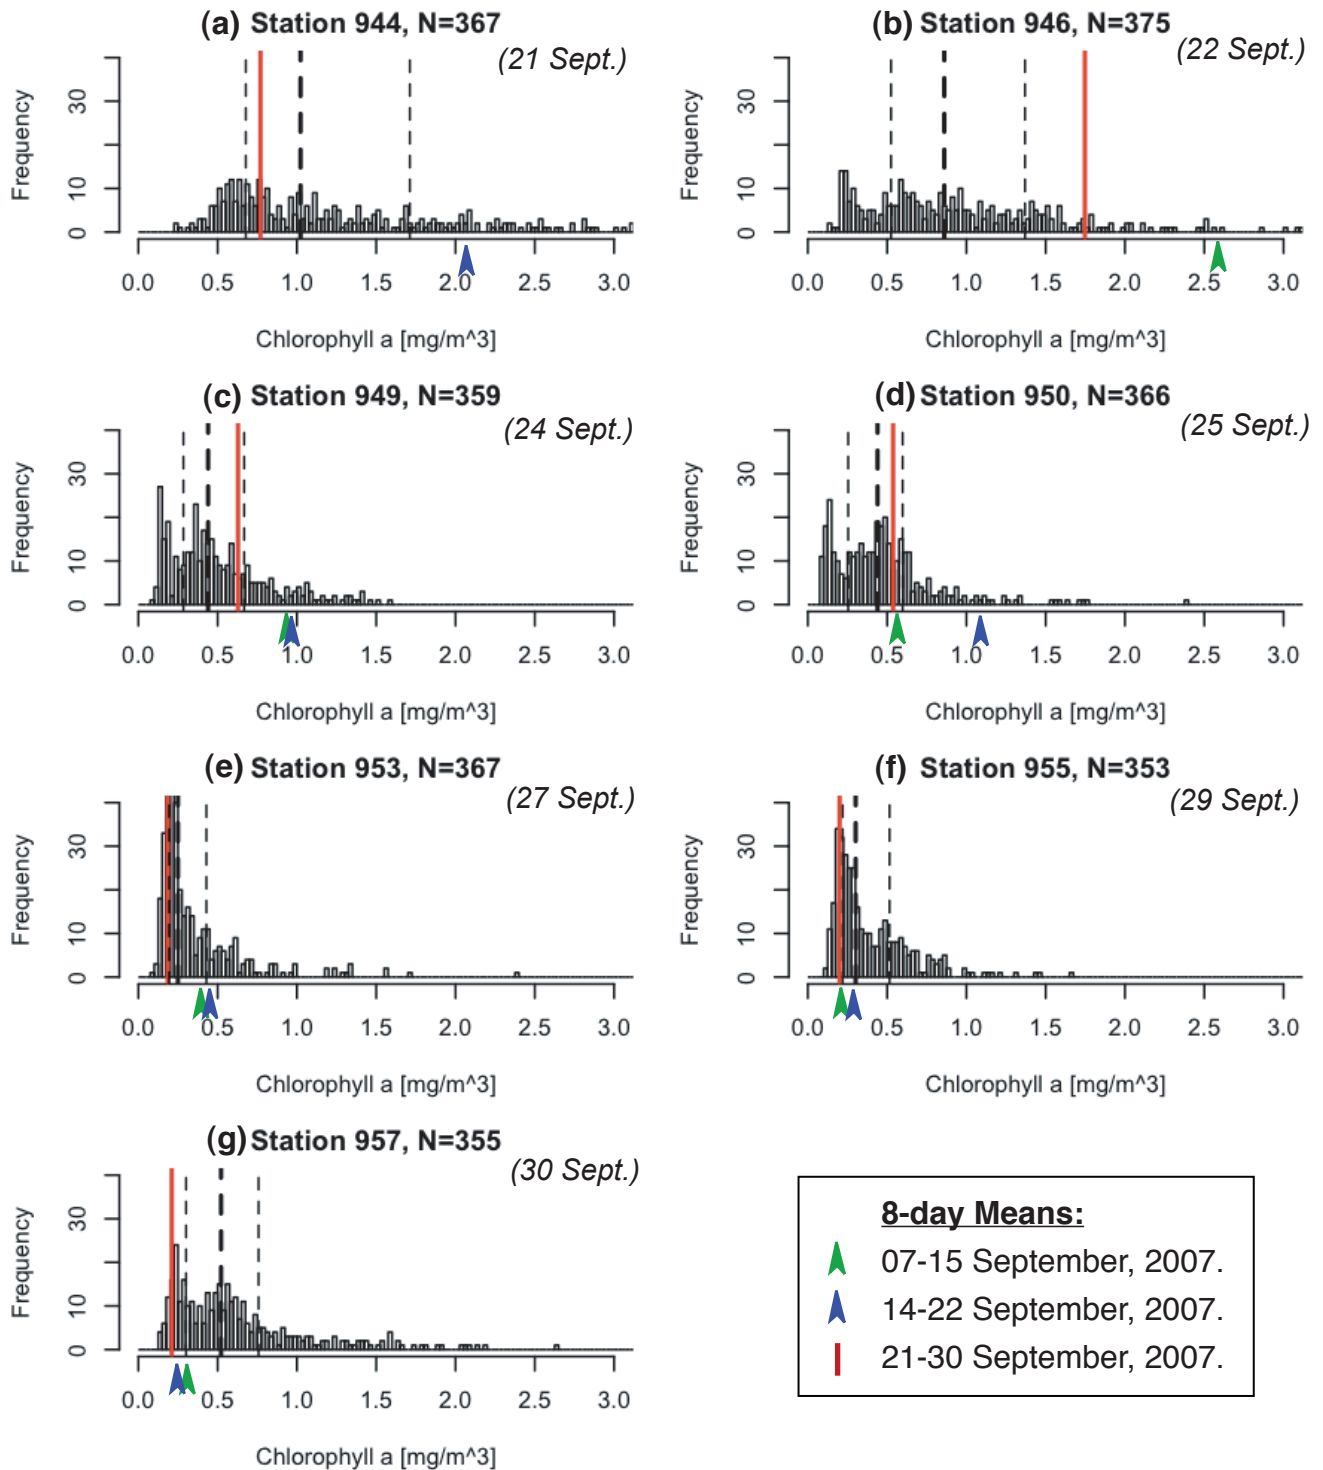 (a) Station 944, N=367
(21 Sept.)
Frequency
0 10 30
0.0 0.5 1.0 1.5 2.0 2.5 3.0
Chlorophyll a [mg/m^3]
(b) Station 946, N=375
(22 Sept.)
Frequency
0 10 30
0.0 0.5 1.0 1.5 2.0 2.5 3.0
Chlorophyll a [mg/m^3]
(c) Station 949, N=359
(24 Sept.)
Frequency
0 10 30
0.0 0.5 1.0 1.5 2.0 2.5 3.0
Chlorophyll a [mg/m^3]
(d) Station 950, N=366
(25 Sept.)
Frequency
0 10 30
0.0 0.5 1.0 1.5 2.0 2.5 3.0
Chlorophyll a [mg/m^3]
(e) Station 953, N=367
(27 Sept.)
Frequency
0 10 30
0.0 0.5 1.0 1.5 2.0 2.5 3.0
Chlorophyll a [mg/m^3]
(f) Station 955, N=353
(29 Sept.)
Frequency
0 10 30
0.0 0.5 1.0 1.5 2.0 2.5 3.0
Chlorophyll a [mg/m^3]
(g) Station 957, N=355
(30 Sept.)
Frequency
0 10 30
0.0 0.5 1.0 1.5 2.0 2.5 3.0
Chlorophyll a [mg/m^3]
8-day Means:
07-15 September, 2007.
14-22 September, 2007.
21-30 September, 2007.